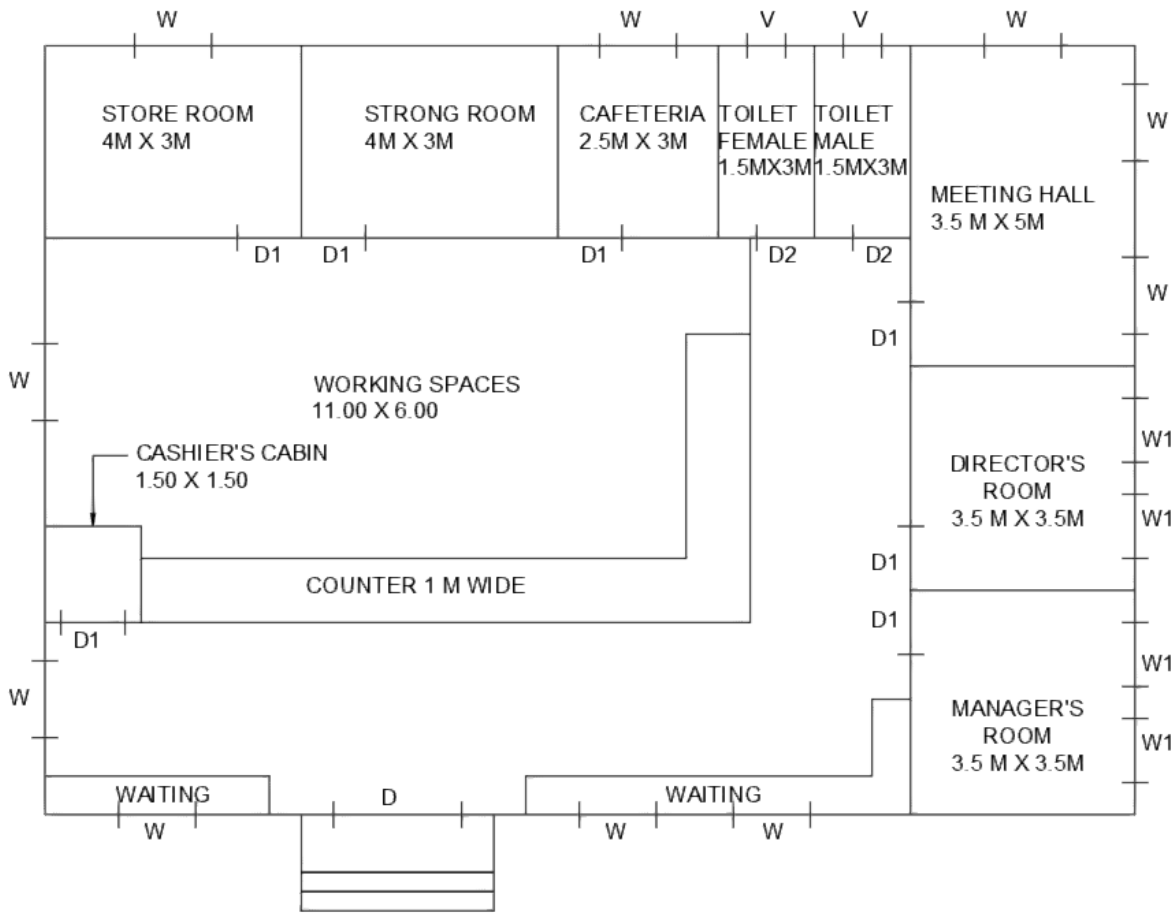 W
W
V
V
W
STORE ROOM
4M X 3M
STRONG ROOM
4M X 3M
CAFETERIA
2.5M X 3M
TOILET
FEMALE
1.5MX3M
TOILET
MALE
1.5MX3M
W
MEETING HALL
3.5 M X 5M
D1
D1
D1
D2
D2
W
D1
W
WORKING SPACES
11.00 X 6.00
CASHIER'S CABIN
1.50 X 1.50
W1
DIRECTOR'S
ROOM
3.5 M X 3.5M
W1
D1
COUNTER 1 M WIDE
D1
D1
W
W1
MANAGER'S
ROOM
3.5 M X 3.5M
W1
WAITING
D
WAITING
W
W
W